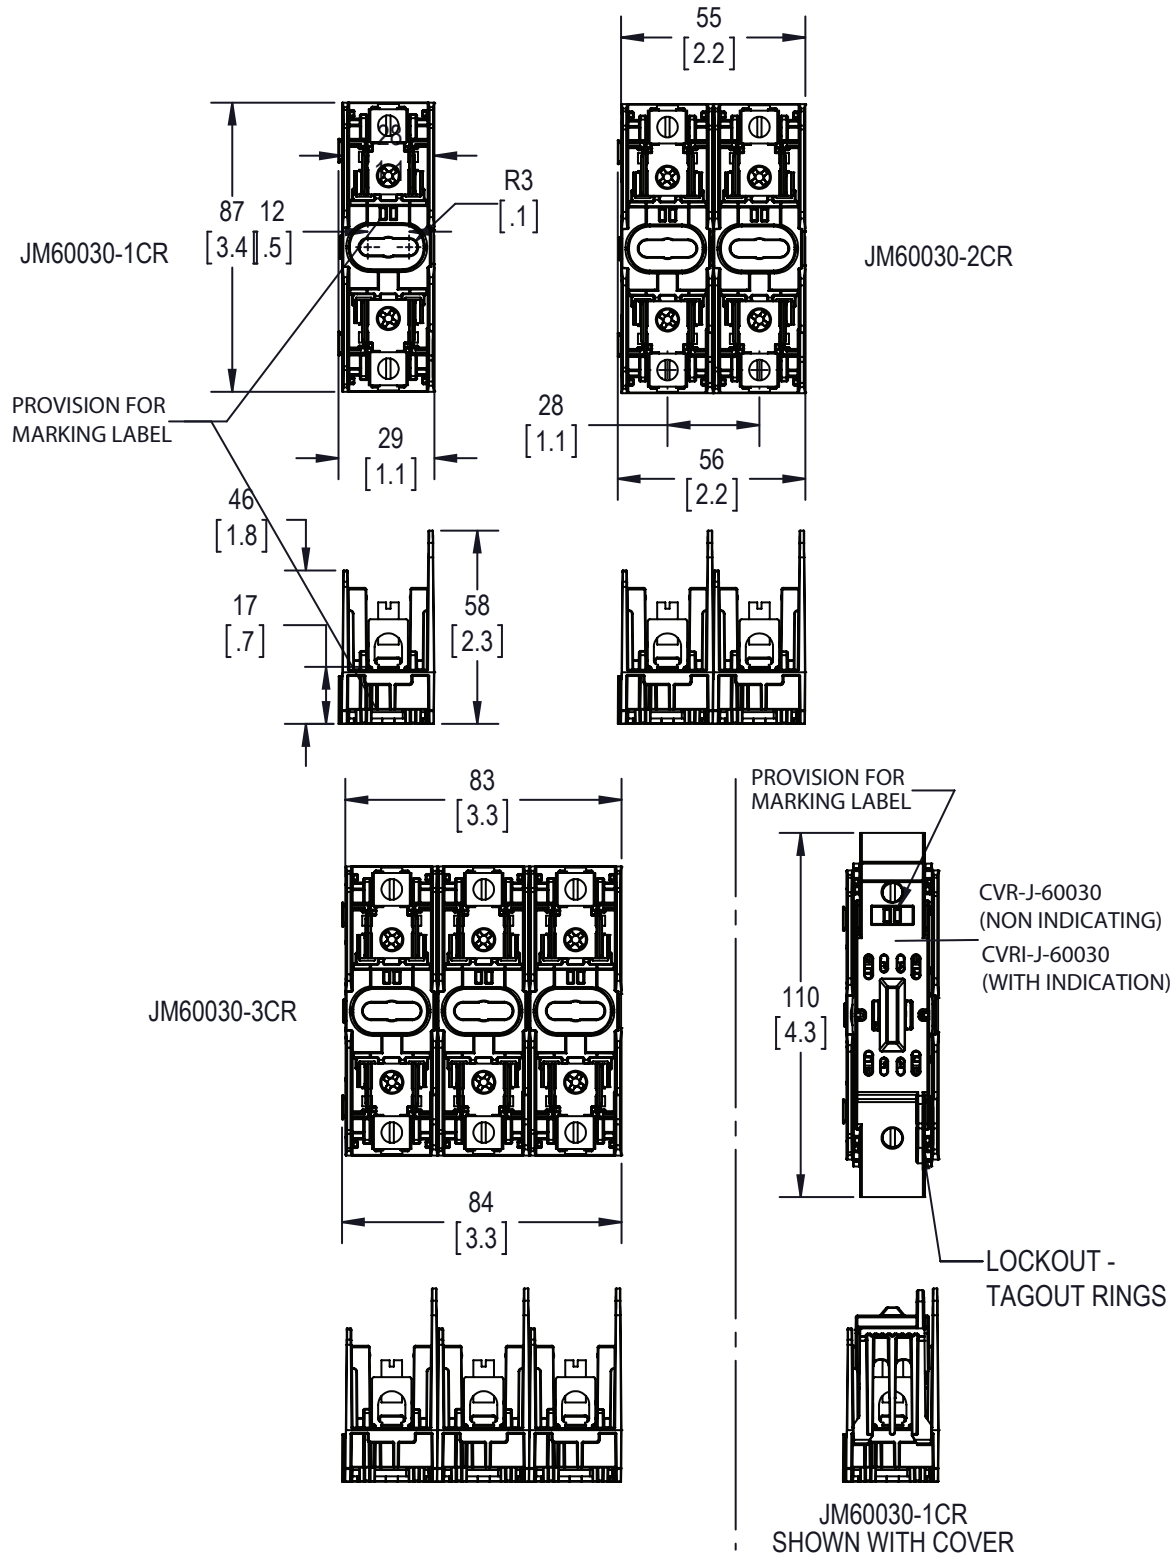 55
[2.2]
28
1.1
R3
[.1]
87 12
[3.4] [.5]
JM60030-1CR
JM60030-2CR
PROVISION FOR
MARKING LABEL
28
[1.1]
29
[1.1]
56
[2.2]
46
[1.8]
17
[.7]
58
[2.3]
83
[3.3]
PROVISION FOR
MARKING LABEL
CVR-J-60030
(NON INDICATING)
CVRI-J-60030
(WITH INDICATION)
JM60030-3CR
110
[4.3]
84
[3.3]
LOCKOUT -
TAGOUT RINGS
JM60030-1CR
SHOWN WITH COVER